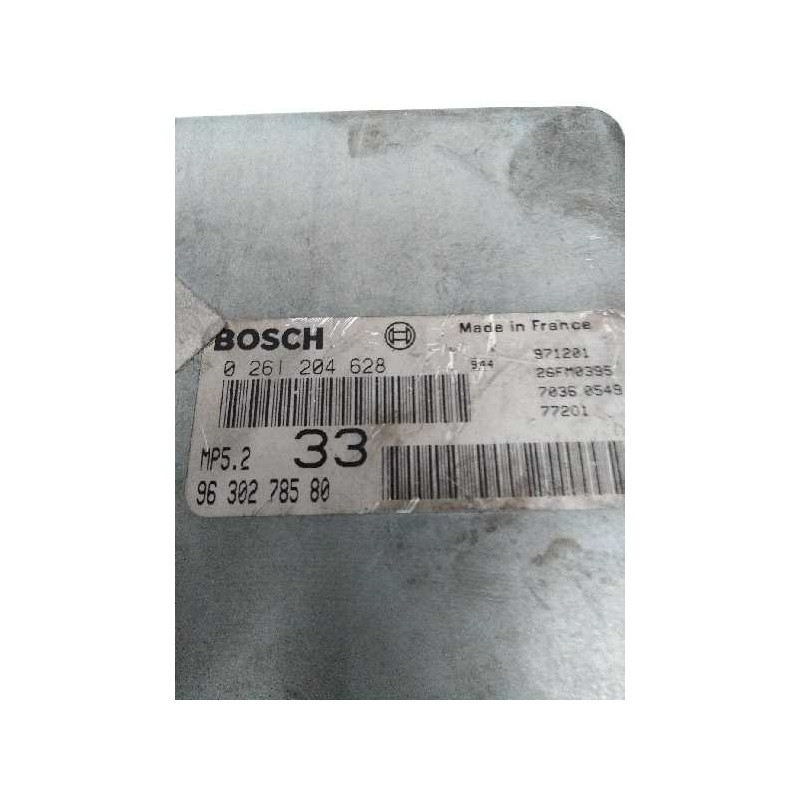 BOSCH
Made in France
0 261 204 628
944
971201
26FM0395
7036 0549
77201
MP5.2
33
96 302 785 80